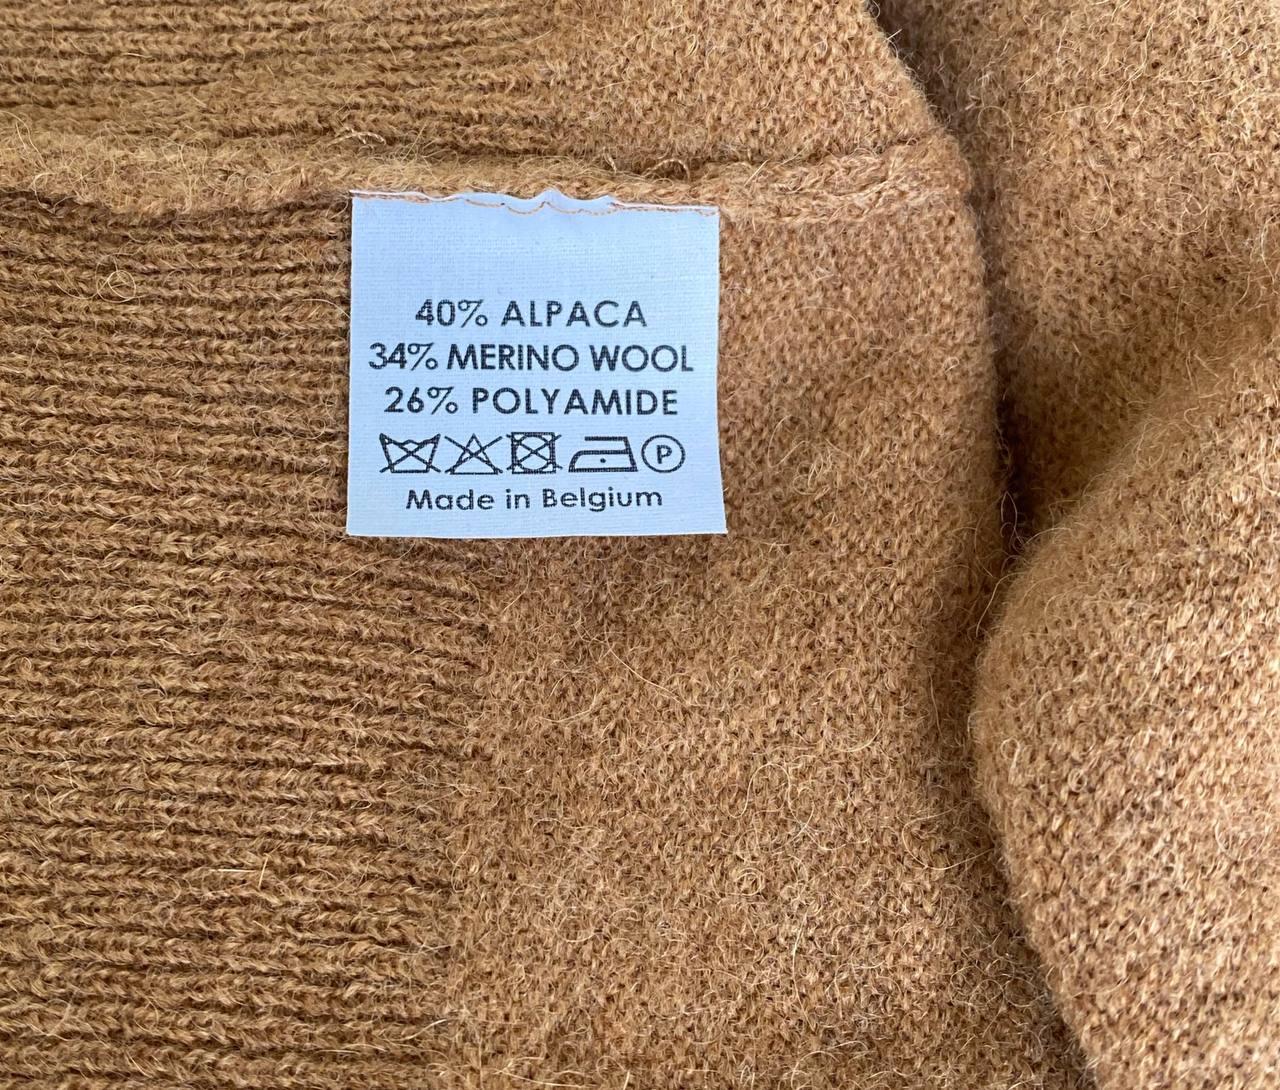 40% ALPACA
34% MERINO WOOL
26% POLYAMIDE
P
Made in Belgium